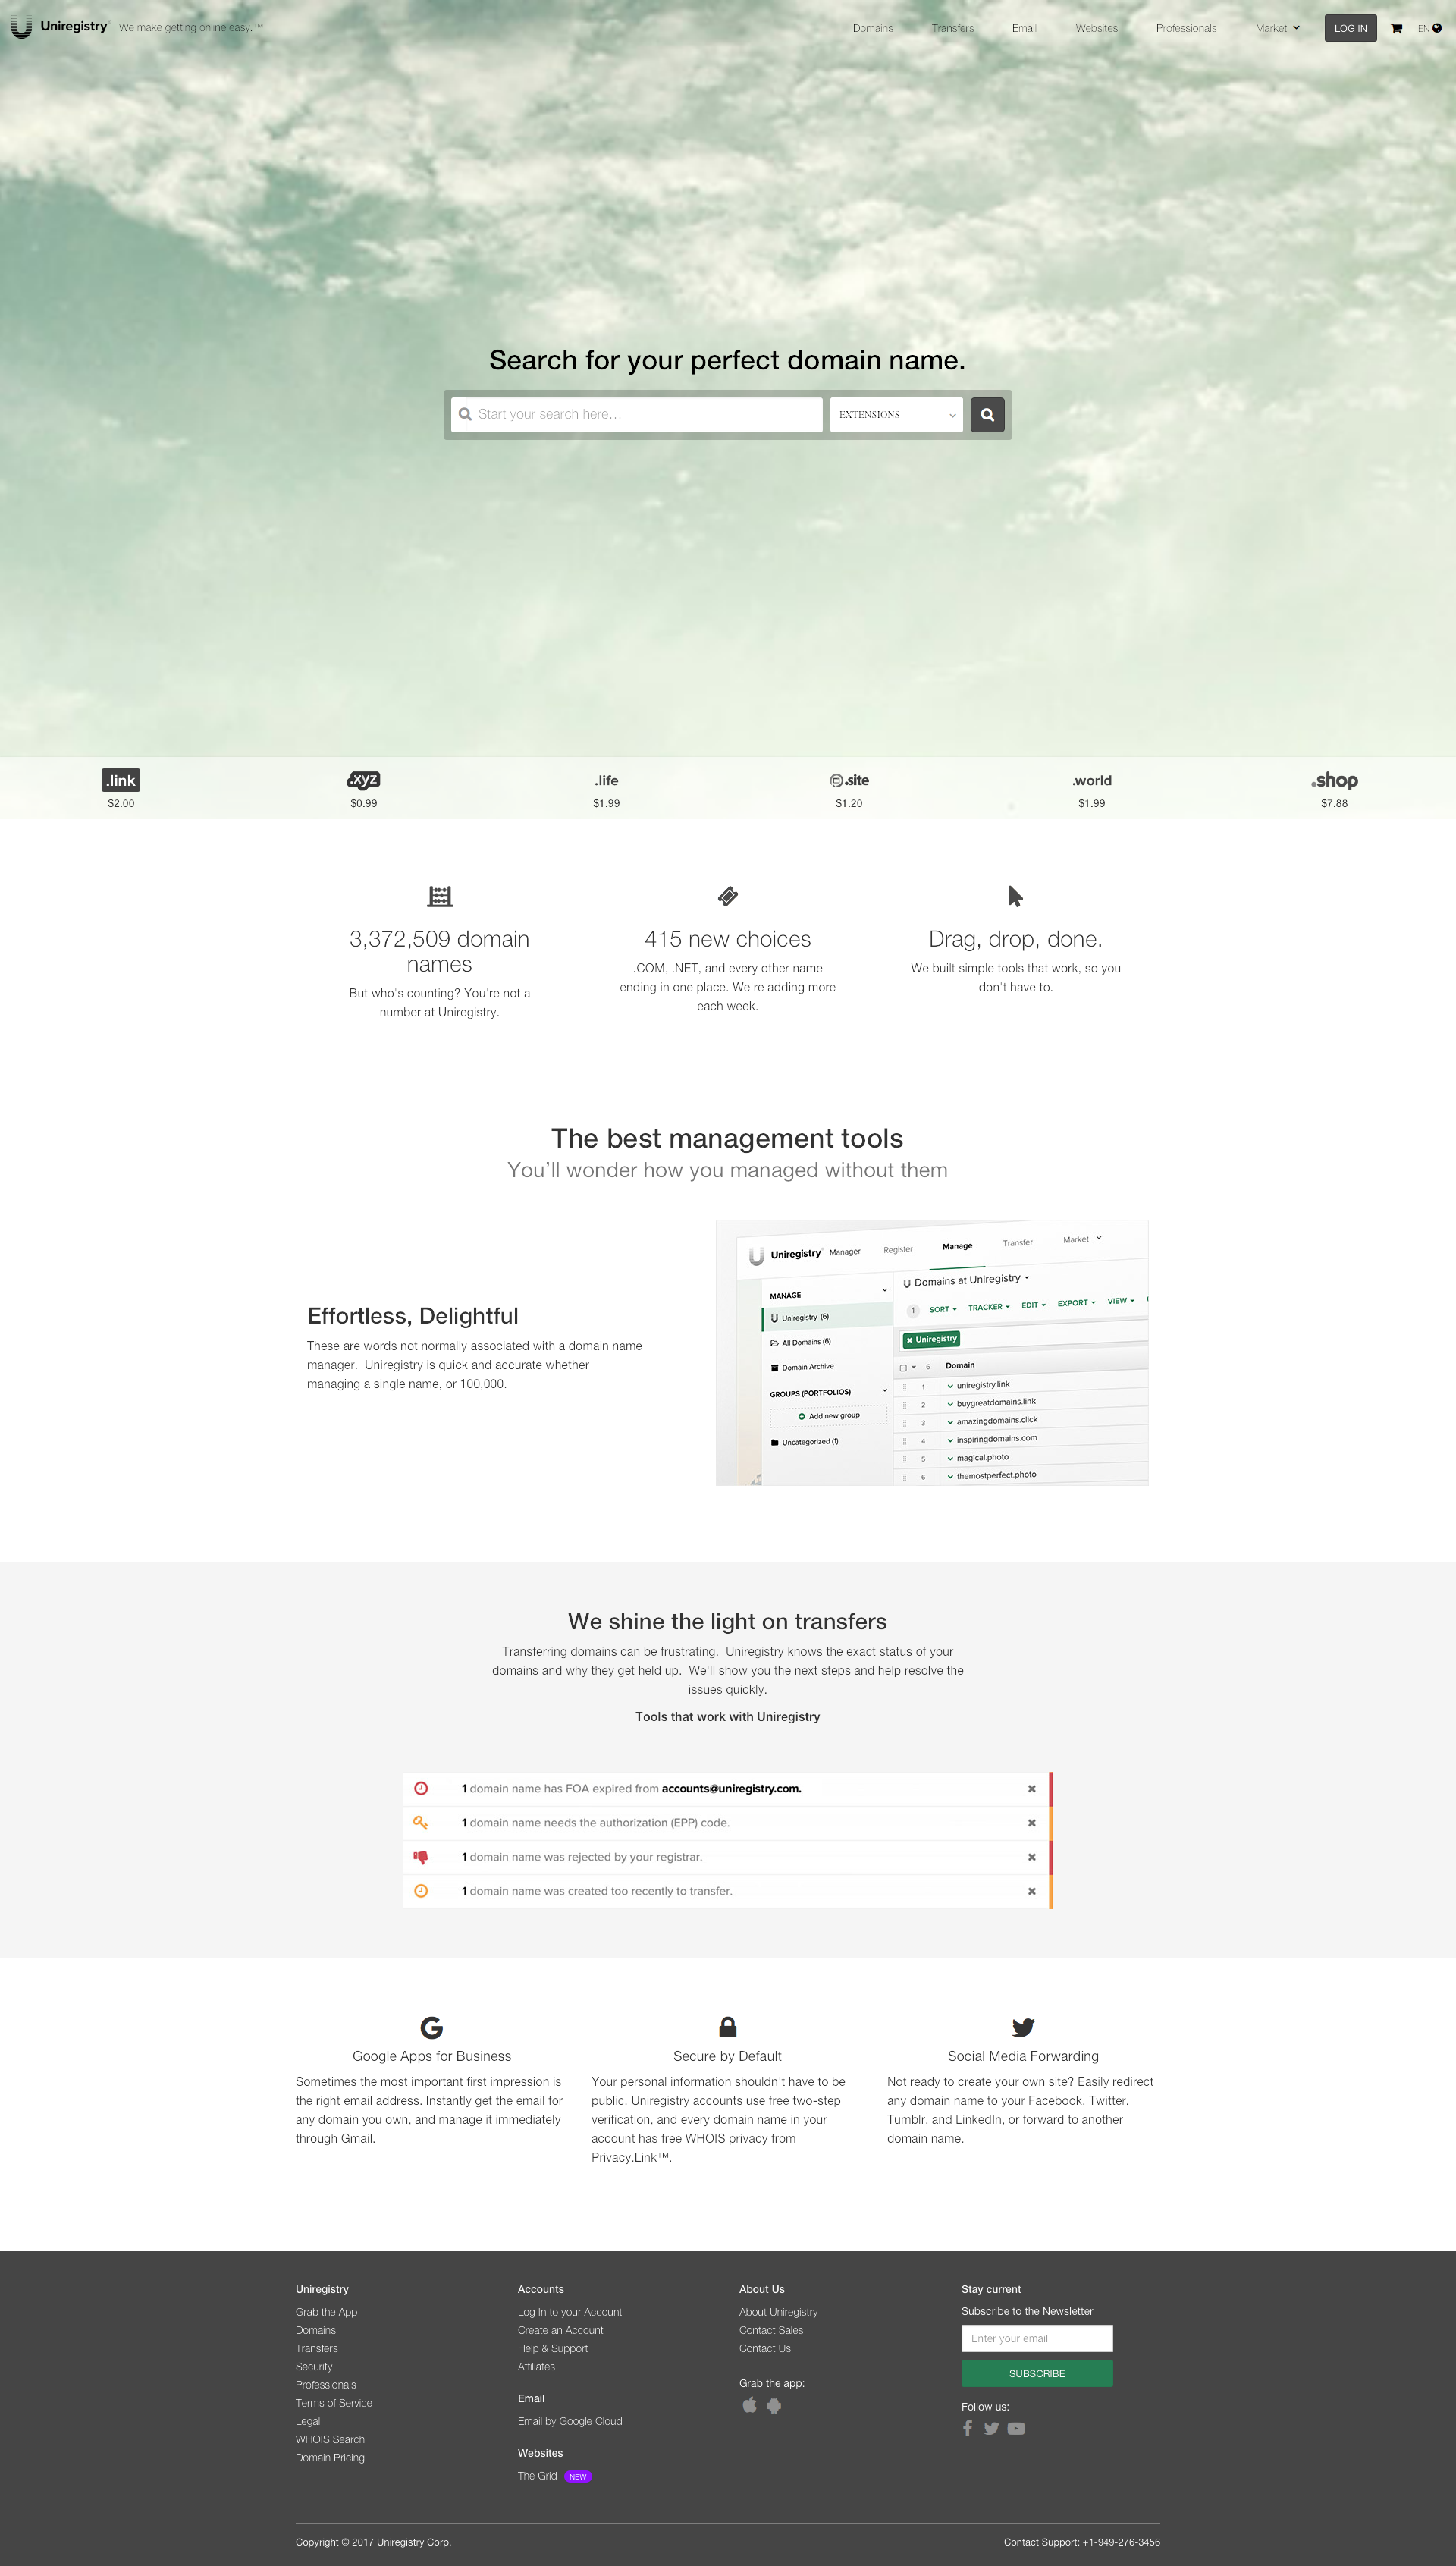 Uniregistry We make getting online easy.™
Domains Transfers Email Websites Professionals Market LOG IN EN
Search for your perfect domain name.
Start your search here... EXTENSIONS
.link .xyz .life .site .world .shop
$2.00 $0.99 $1.99 $1.20 $1.99 $7.88
3,372,509 domain
names
But who's counting? You're not a
number at Uniregistry.
415 new choices
.COM, .NET, and every other name
ending in one place. We're adding more
each week.
Drag, drop, done.
We built simple tools that work, so you
don't have to.
The best management tools
You'll wonder how you managed without them
Effortless, Delightful
These are words not normally associated with a domain name
manager. Uniregistry is quick and accurate whether
managing a single name, or 100,000.
Uniregistry Manager Register Manage Transfer Market
MANAGE
Uniregistry (6)
All Domains (6)
Domain Archive
GROUPS (PORTFOLIOS)
Add new group
Uncategorized (1)
Domains at Uniregistry
1 SORT TRACKER EDIT EXPORT VIEW
Uniregistry
6 Domain
1 uniregistry.link
2 buygreatdomains.link
3 amazingdomains.click
4 inspiringdomains.com
5 magical.photo
6 themostperfect.photo
We shine the light on transfers
Transferring domains can be frustrating. Uniregistry knows the exact status of your
domains and why they get held up. We'll show you the next steps and help resolve the
issues quickly.
Tools that work with Uniregistry
1 domain name has FOA expired from accounts@uniregistry.com.
1 domain name needs the authorization (EPP) code.
1 domain name was rejected by your registrar.
1 domain name was created too recently to transfer.
Google Apps for Business
Sometimes the most important first impression is
the right email address. Instantly get the email for
any domain you own, and manage it immediately
through Gmail.
Secure by Default
Your personal information shouldn't have to be
public. Uniregistry accounts use free two-step
verification, and every domain name in your
account has free WHOIS privacy from
Privacy.Link™.
Social Media Forwarding
Not ready to create your own site? Easily redirect
any domain name to your Facebook, Twitter,
Tumblr, and LinkedIn, or forward to another
domain name.
Uniregistry
Grab the App
Domains
Transfers
Security
Professionals
Terms of Service
Legal
WHOIS Search
Domain Pricing
Accounts
Log In to your Account
Create an Account
Help & Support
Affiliates
Email
Email by Google Cloud
Websites
The Grid NEW
About Us
About Uniregistry
Contact Sales
Contact Us
Grab the app:
Stay current
Subscribe to the Newsletter
Enter your email
SUBSCRIBE
Follow us:
Copyright © 2017 Uniregistry Corp.
Contact Support: +1-949-276-3456